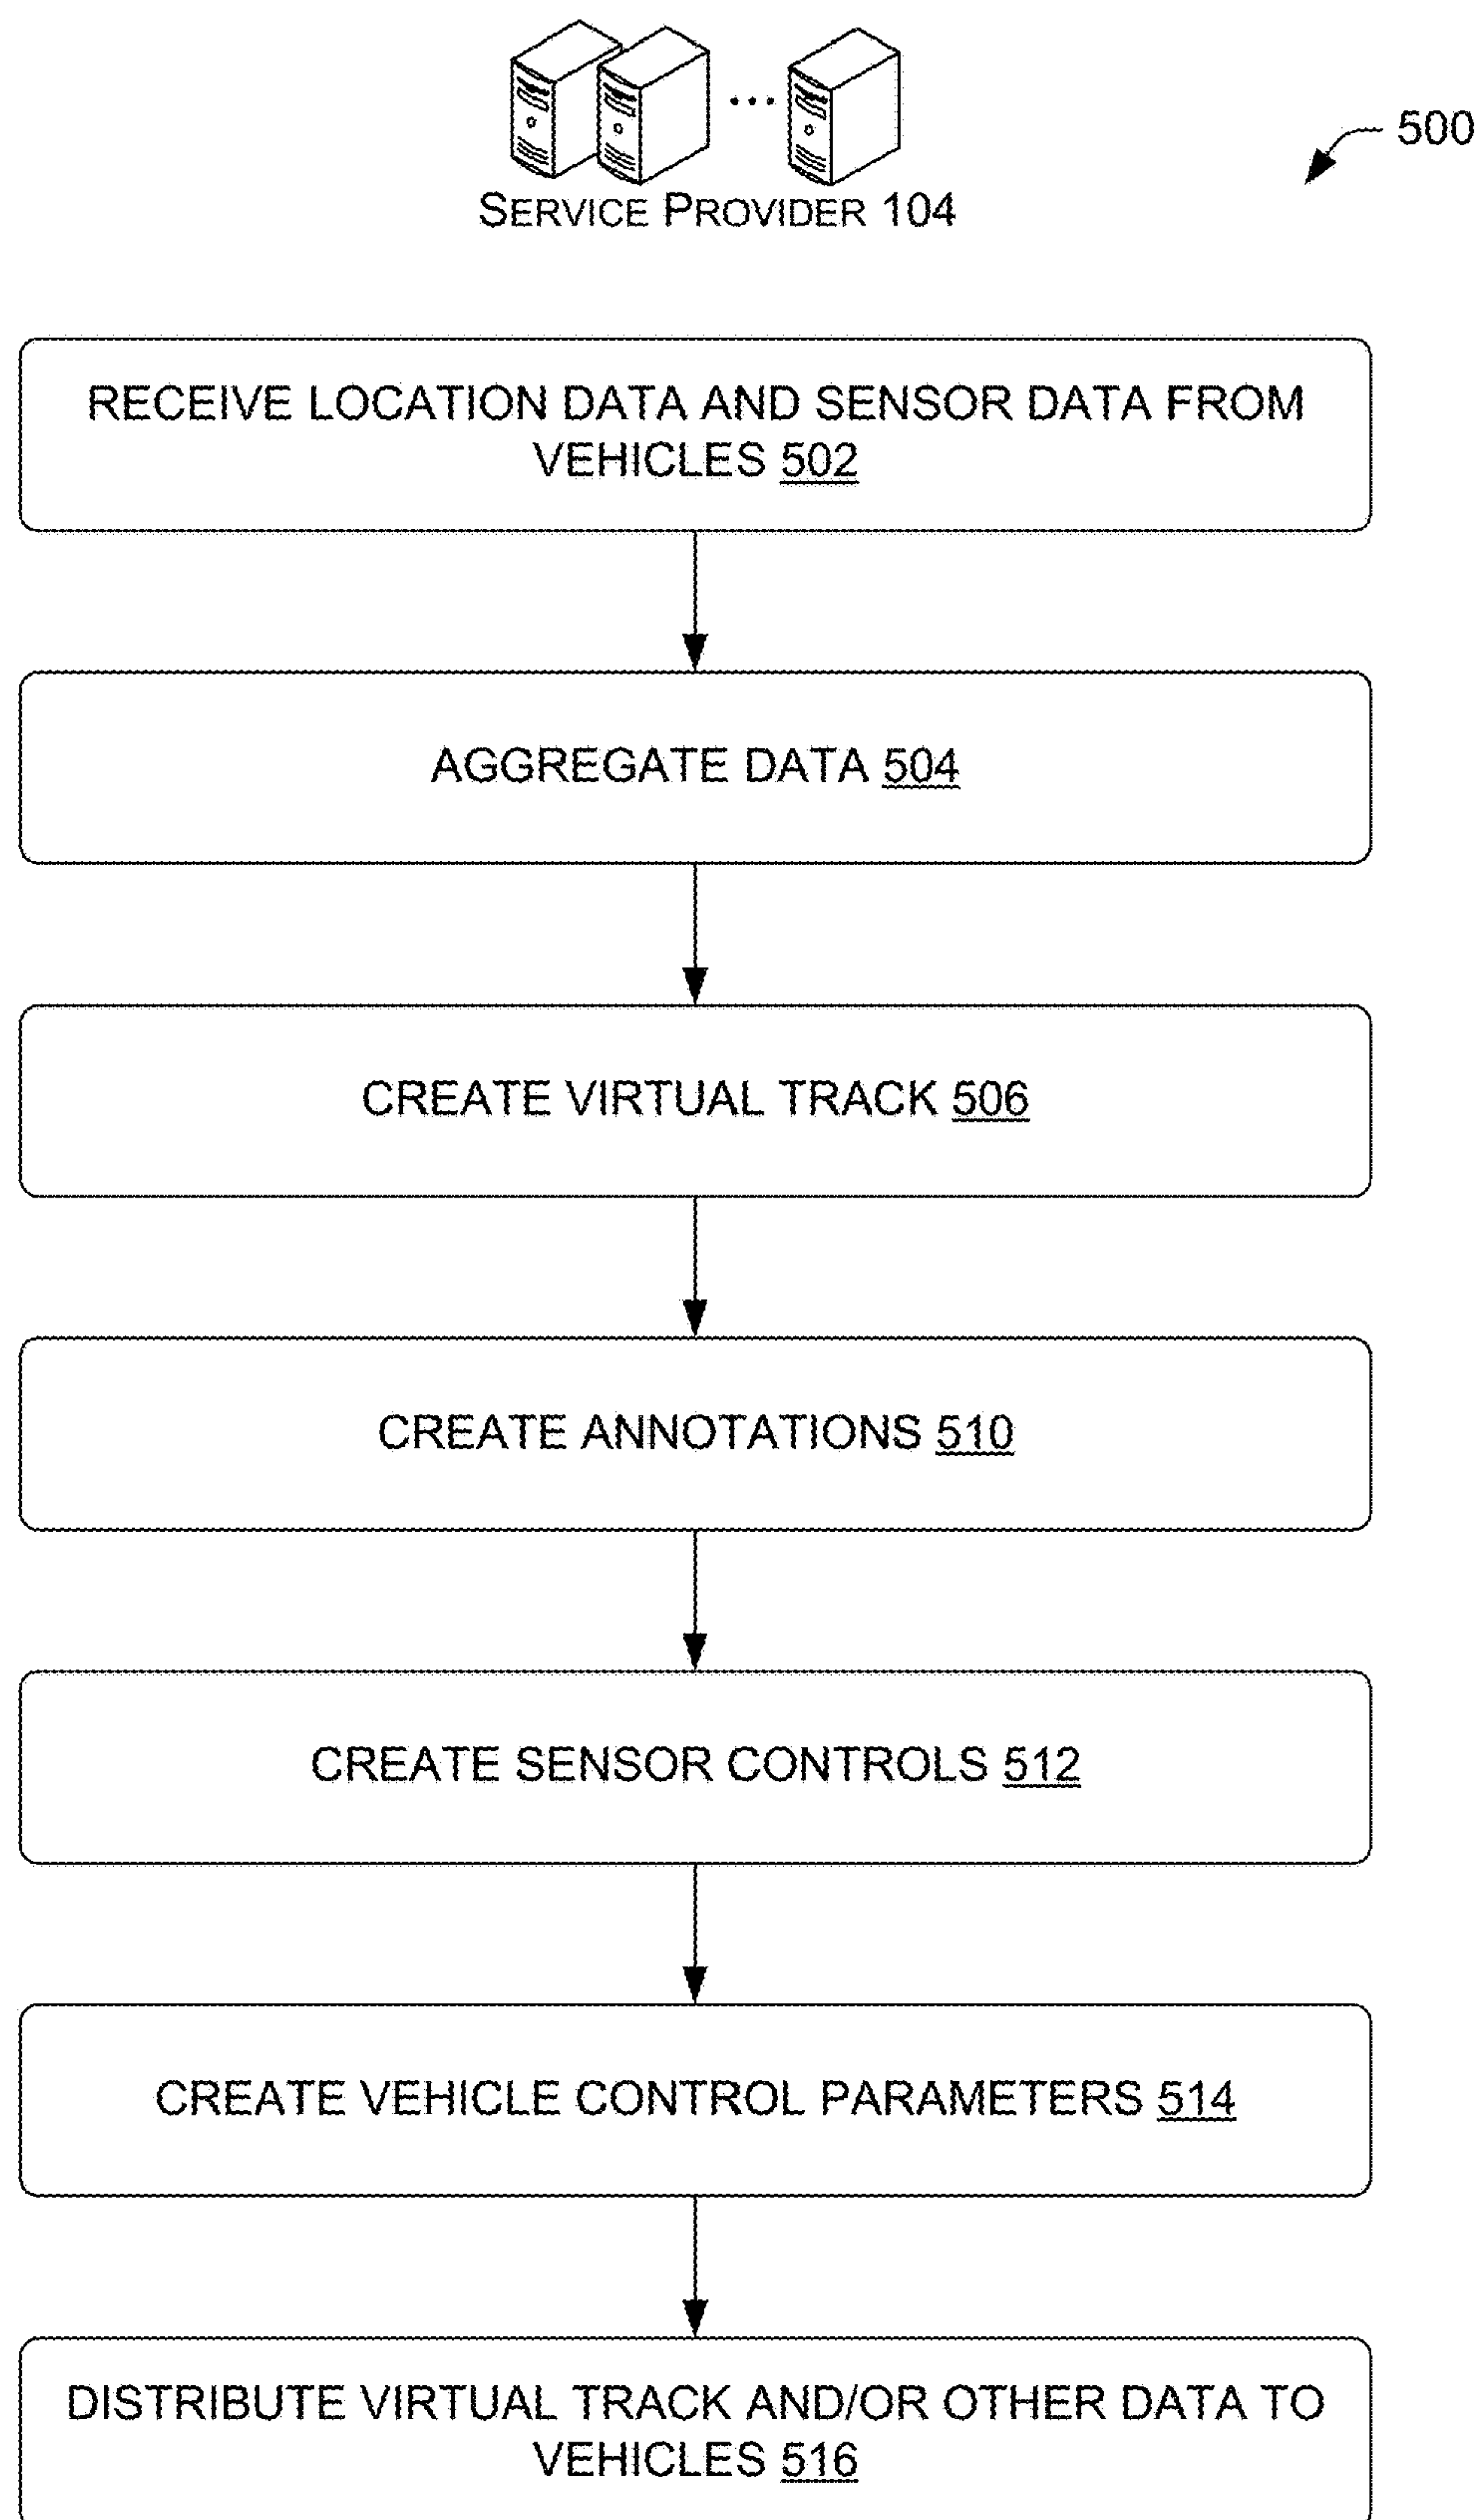 500
SERVICE PROVIDER 104
RECEIVE LOCATION DATA AND SENSOR DATA FROM
VEHICLES 502
AGGREGATE DATA 504
CREATE VIRTUAL TRACK 506
CREATE ANNOTATIONS 510
CREATE SENSOR CONTROLS 512
CREATE VEHICLE CONTROL PARAMETERS 514
DISTRIBUTE VIRTUAL TRACK AND/OR OTHER DATA TO
VEHICLES 516